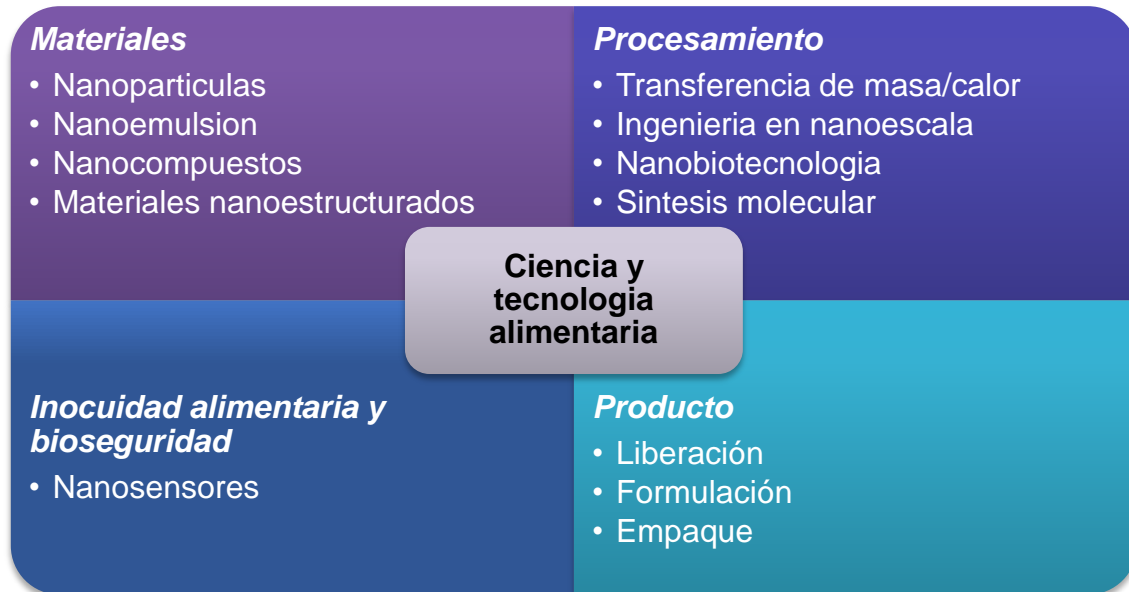 Materiales
• Nanoparticulas
• Nanoemulsion
• Nanocompuestos
• Materiales nanoestructurados
Procesamiento
• Transferencia de masa/calor
• Ingenieria en nanoescala
• Nanobiotecnologia
• Sintesis molecular
Ciencia y
tecnologia
alimentaria
Inocuidad alimentaria y
bioseguridad
• Nanosensores
Producto
• Liberación
• Formulación
• Empaque